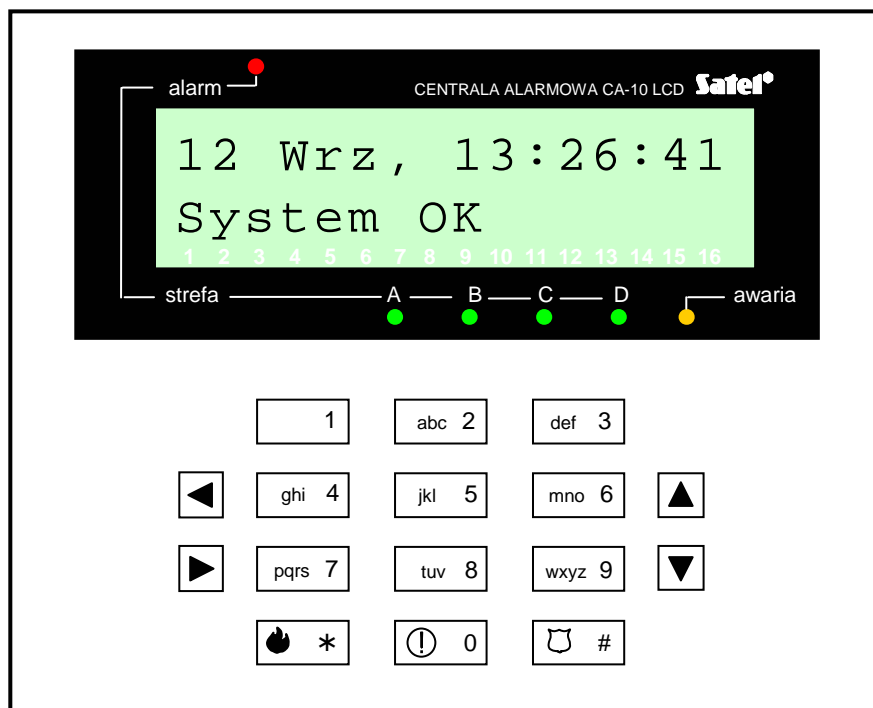 alarm
CENTRALA ALARMOWA CA-10 LCD Satel
12 Wrz, 13:26:41
System OK
1 2 3 4 5 6 7 8 9 10 11 12 13 14 15 16
strefa A B C D awaria
1 abc 2 def 3
ghi 4 jkl 5 mno 6
pqrs 7 tuv 8 wxyz 9
* 0 #